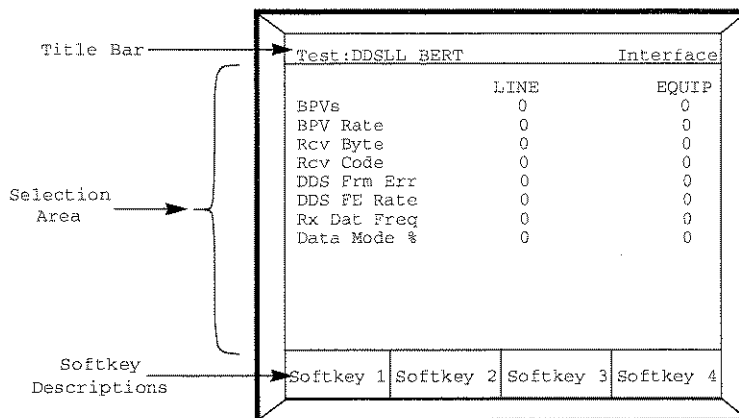 Title Bar
Test:DDSLL BERT Interface
LINE EQUIP
BPVs 0 0
BPV Rate 0 0
Rcv Byte 0 0
Rcv Code 0 0
DDS Frm Err 0 0
DDS FE Rate 0 0
Rx Dat Freq 0 0
Data Mode % 0 0
Selection
Area
Softkey
Descriptions
Softkey 1 Softkey 2 Softkey 3 Softkey 4